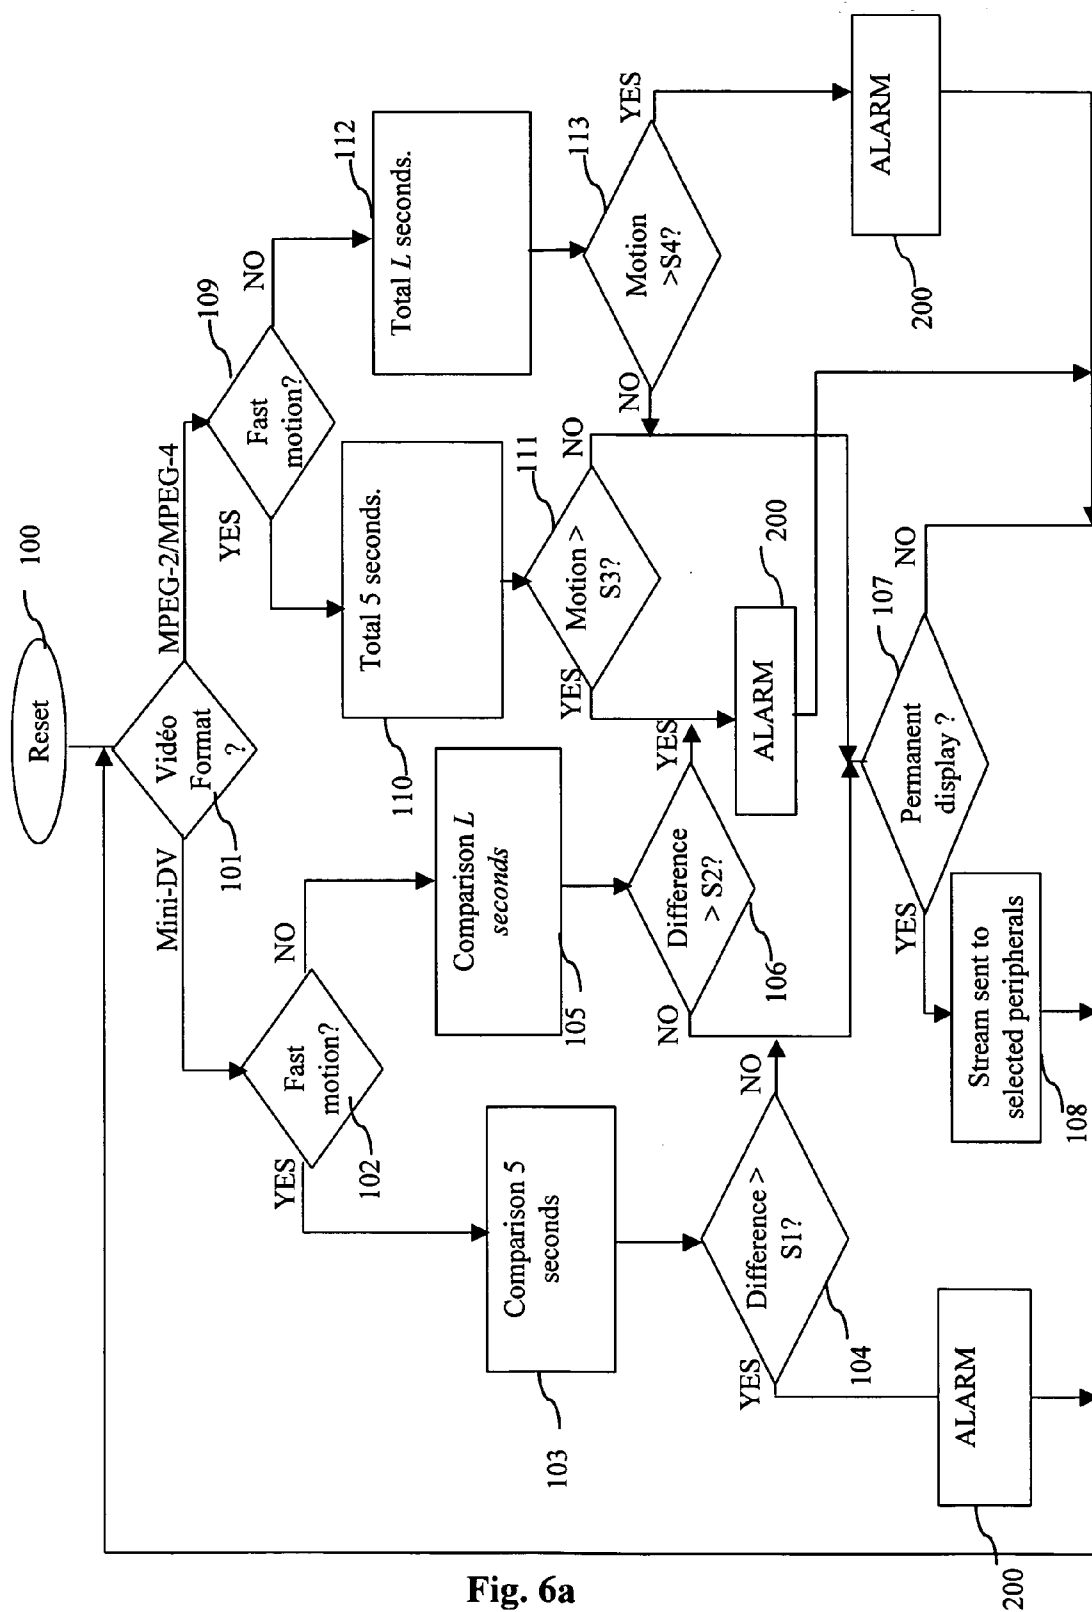 Reset
100
Vidéo
Format
?
101
Mini-DV
MPEG-2/MPEG-4
Fast
motion?
102
YES
NO
Fast
motion?
109
YES
NO
Comparison 5
seconds
103
Comparison L
seconds
105
Total 5 seconds.
110
Total L seconds.
112
Difference >
S1?
104
YES
NO
Difference
> S2?
106
NO
YES
Motion >
S3?
111
YES
NO
Motion
>S4?
113
NO
YES
ALARM
200
ALARM
200
ALARM
200
Permanent
display ?
107
YES
NO
Stream sent to
selected peripherals
108
Fig. 6a